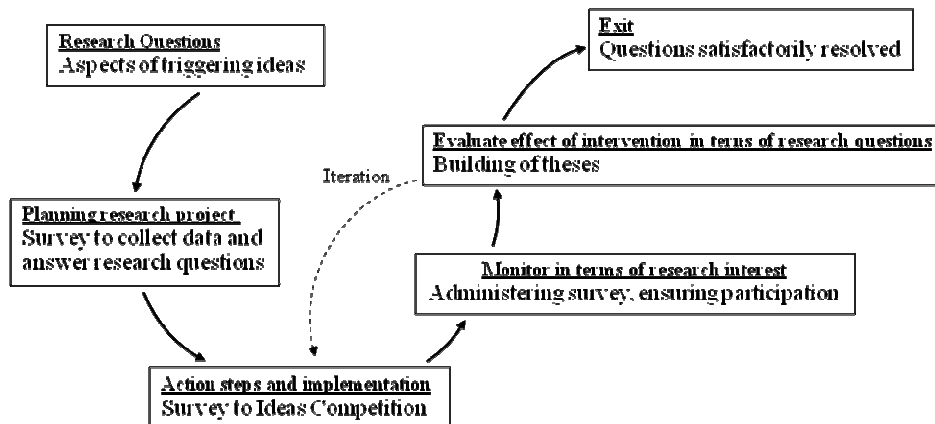 Research Questions
Aspects of triggering ideas
Planning research project
Survey to collect data and
answer research questions
Action steps and implementation
Survey to Ideas Competition
Monitor in terms of research interest
Administering survey, ensuring participation
Iteration
Evaluate effect of intervention in terms of research questions
Building of theses
Exit
Questions satisfactorily resolved